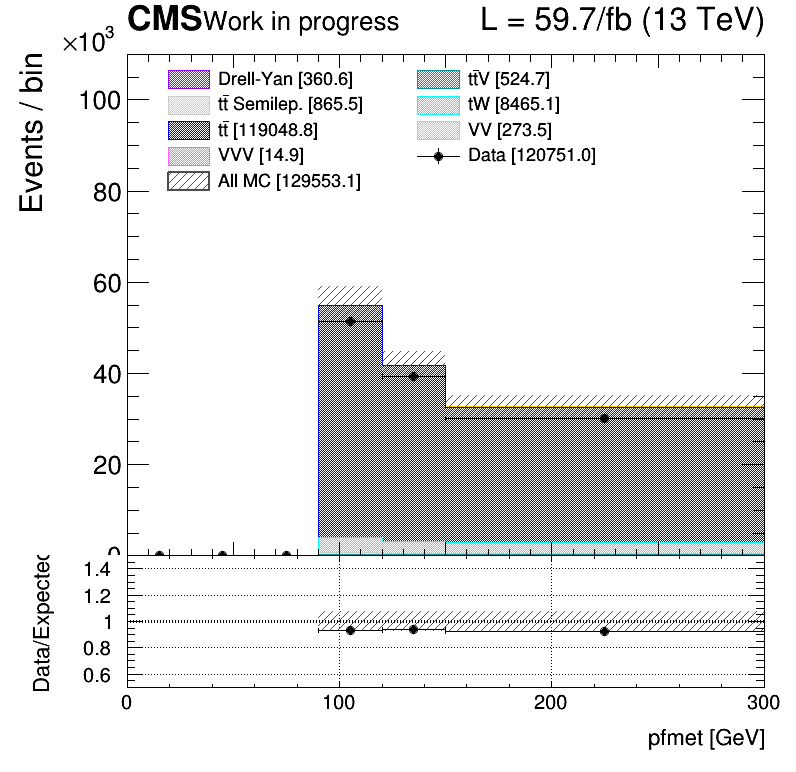 CMS Work in progress L = 59.7/fb (13 TeV)
×10³
Events / bin
Drell-Yan [360.6]
tt̄ Semilep. [865.5]
tt̄ [119048.8]
VVV [14.9]
All MC [129553.1]
tt̄V [524.7]
tW [8465.1]
VV [273.5]
Data [120751.0]
100
80
60
40
20
0
Data/Expected
1.4
1.2
1
0.8
0.6
0 100 200 300
pfmet [GeV]